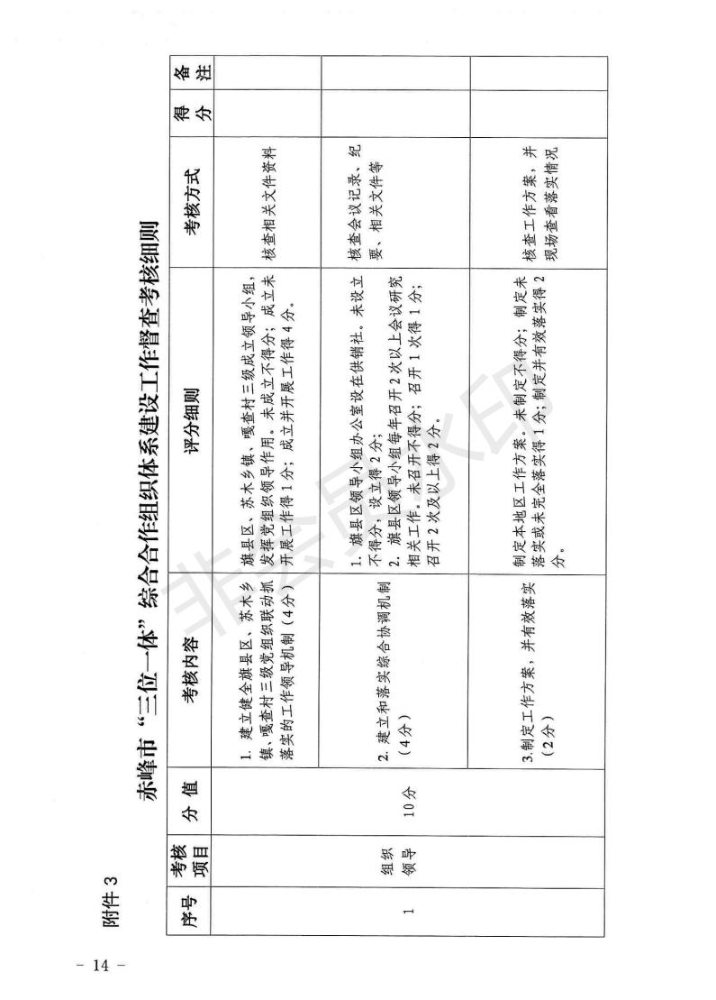 附件 3
赤峰市“三位一体”综合合作组织体系建设工作督查考核细则
序号
考核
项目
分 值
考核内容
评分细则
考核方式
得
分
备
注
1
组织
领导
10分
1. 建立健全旗县区、苏木乡
镇、嘎查村三级党组织联动抓
落实的工作领导机制（4分）
旗县区、苏木乡镇、嘎查村三级成立领导小组，
发挥党组织领导作用。未成立不得分；成立未
开展工作得1分；成立并开展工作得4分。
核查相关文件资料
2. 建立和落实综合协调机制
（4分）
1. 旗县区领导小组办公室设在供销社。未设立
不得分，设立得2分；
2. 旗县区领导小组每年召开2次以上会议研究
相关工作。未召开不得分；召开1次得1分；
召开2次及以上得2分。
核查会议记录、纪
要、相关文件等
3.制定工作方案，并有效落实
（2分）
制定本地区工作方案。未制定不得分；制定未
落实或未完全落实得1分；制定并有效落实得2
分。
核查工作方案，并
现场查看落实情况
- 14 -
非会员水印